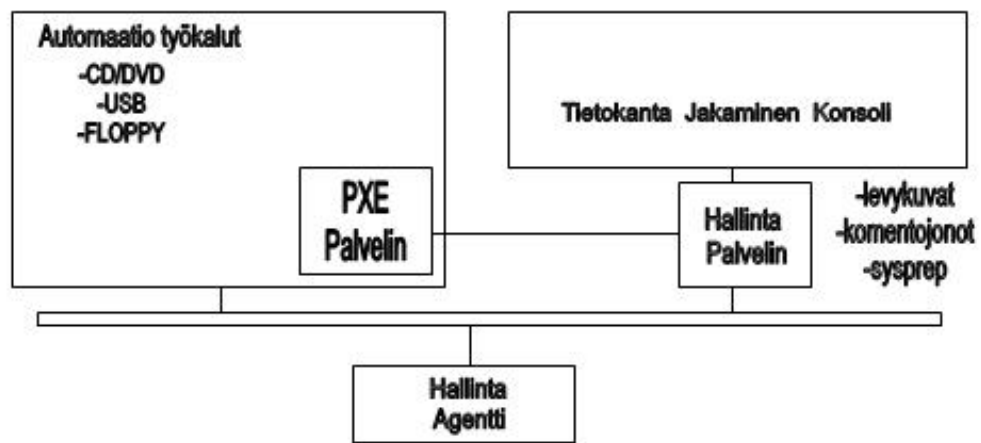 Automaatio työkalut
-CD/DVD
-USB
-FLOPPY
PXE
Palvelin
Tietokanta Jakaminen Konsoli
Hallinta
Palvelin
-levykuvat
-komentojonot
-sysprep
Hallinta
Agentti